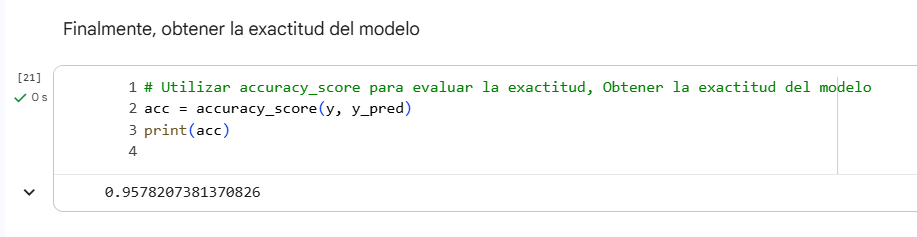 Finalmente, obtener la exactitud del modelo
[21]
0 s
1 # Utilizar accuracy_score para evaluar la exactitud, Obtener la exactitud del modelo
2 acc = accuracy_score(y, y_pred)
3 print(acc)
4
0.9578207381370826